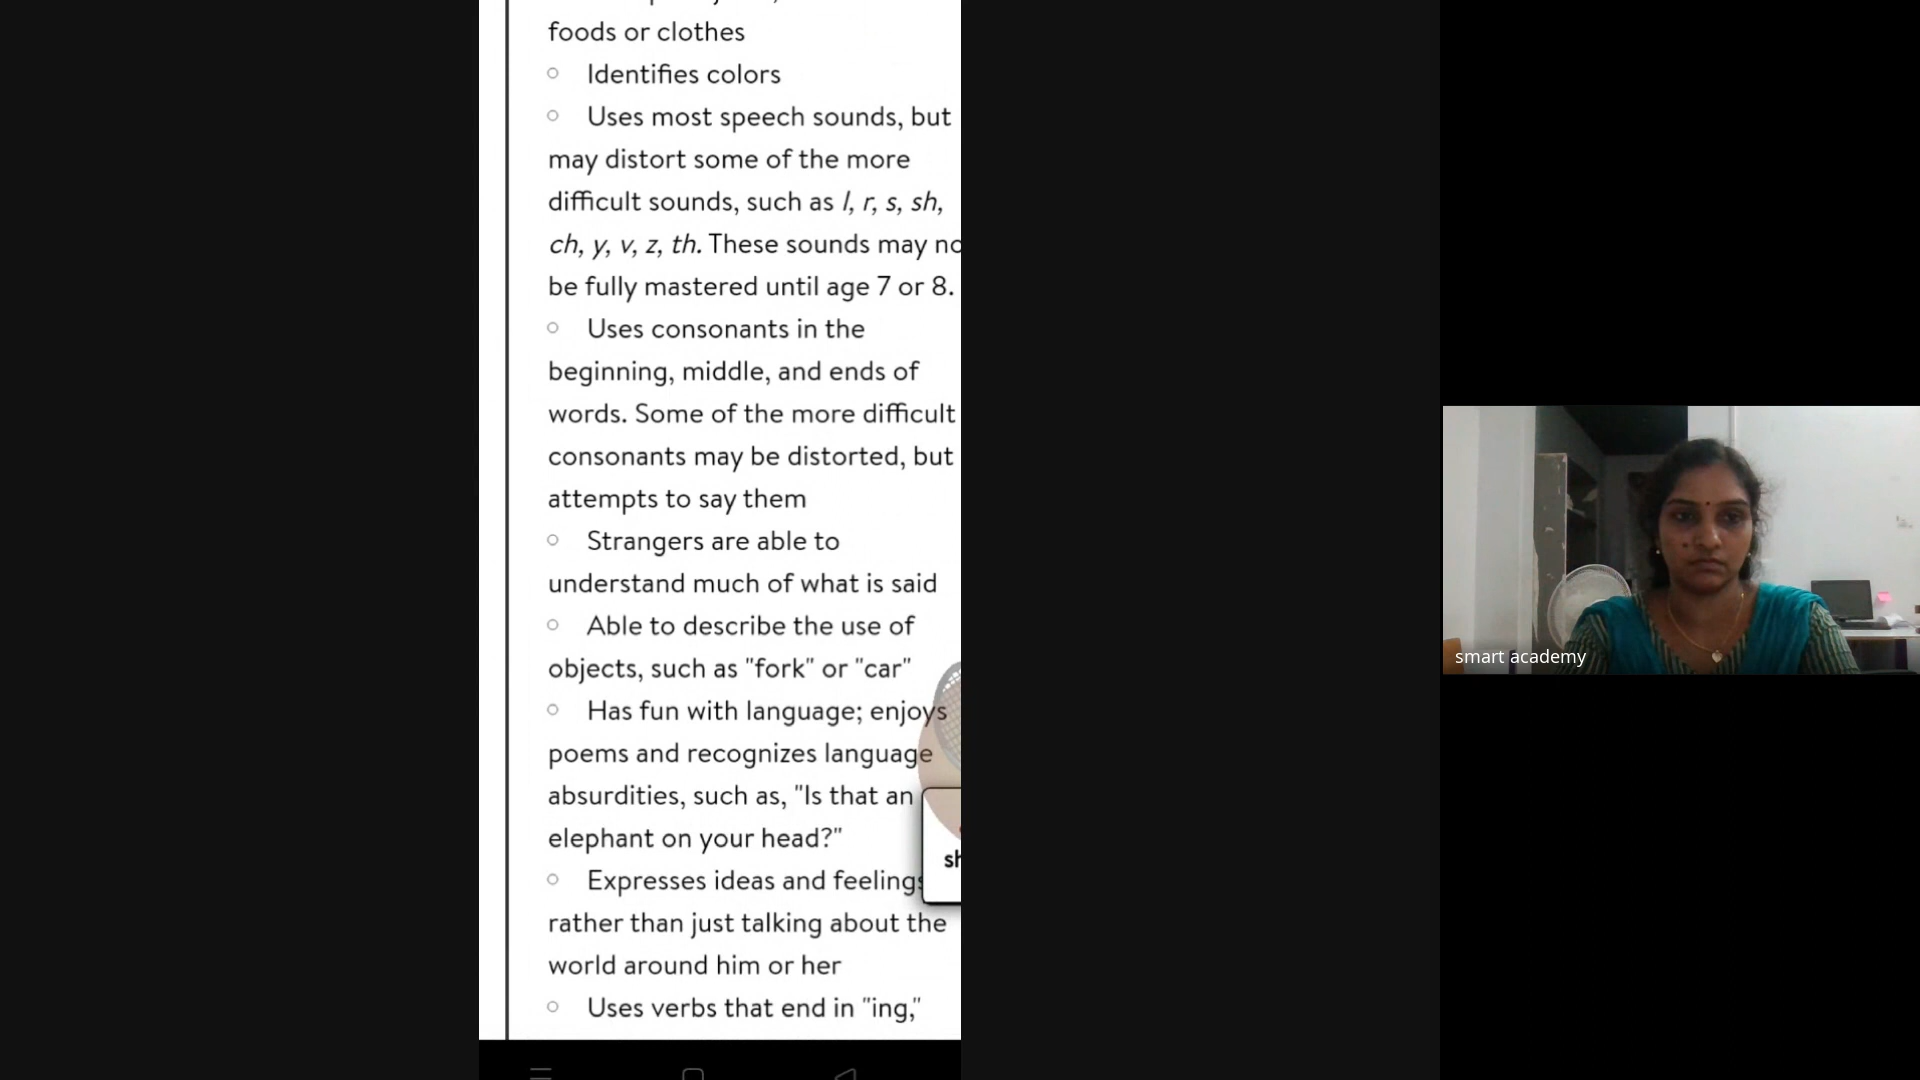 foods or clothes
Identifies colors
Uses most speech sounds, but
may distort some of the more
difficult sounds, such as l, r, s, sh,
ch, y, v, z, th. These sounds may no
be fully mastered until age 7 or 8.
Uses consonants in the
beginning, middle, and ends of
words. Some of the more difficult
consonants may be distorted, but
attempts to say them
Strangers are able to
understand much of what is said
Able to describe the use of
objects, such as "fork" or "car"
Has fun with language; enjoys
poems and recognizes language
absurdities, such as, "Is that an
elephant on your head?"
Expresses ideas and feelings
rather than just talking about the
world around him or her
Uses verbs that end in "ing,"
sh
smart academy